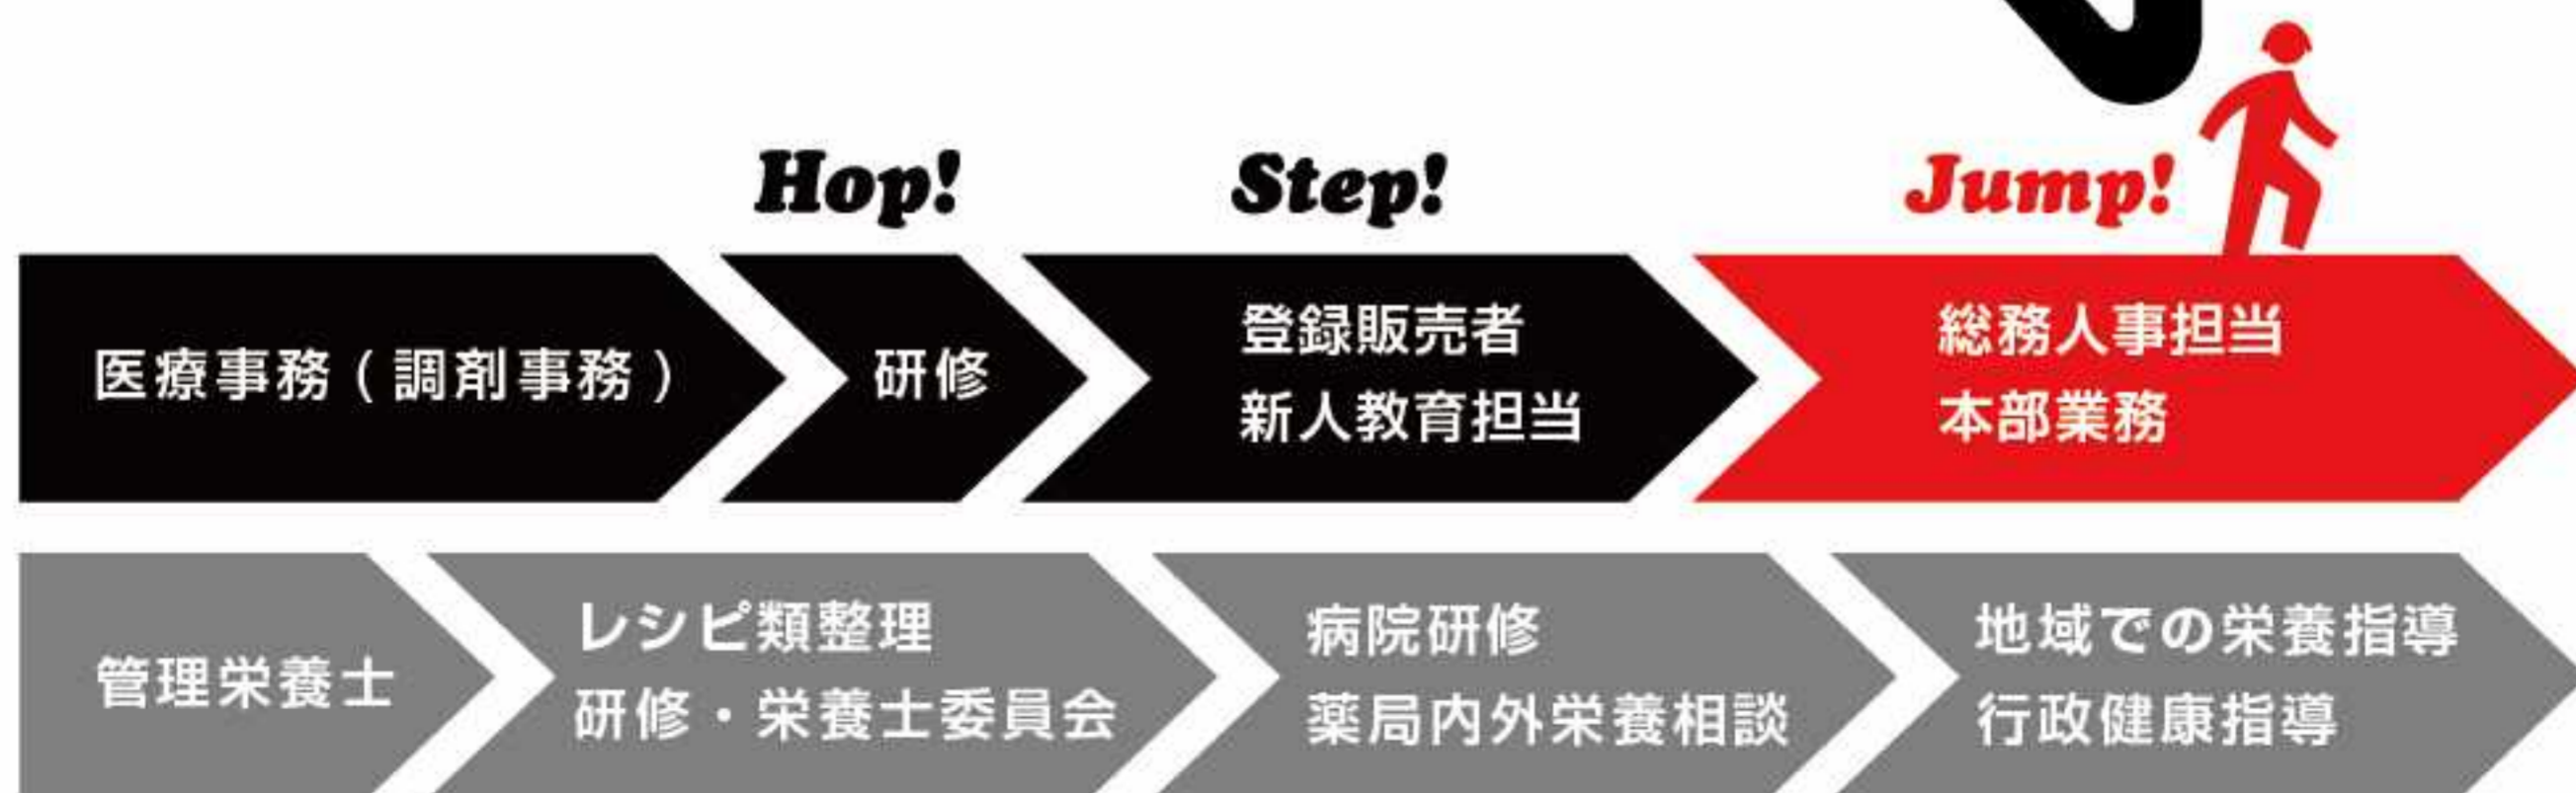 Hop!
Step!
Jump!
医療事務(調剤事務)
研修
登録販売者
新人教育担当
総務人事担当
本部業務
管理栄養士
レシピ類整理
研修・栄養士委員会
病院研修
薬局内外栄養相談
地域での栄養指導
行政健康指導